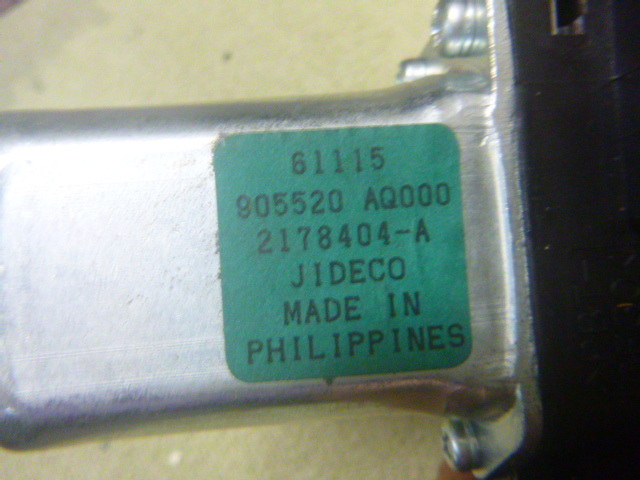 61115
905520 AQ000
2178404-A
JIDECO
MADE IN
PHILIPPINES